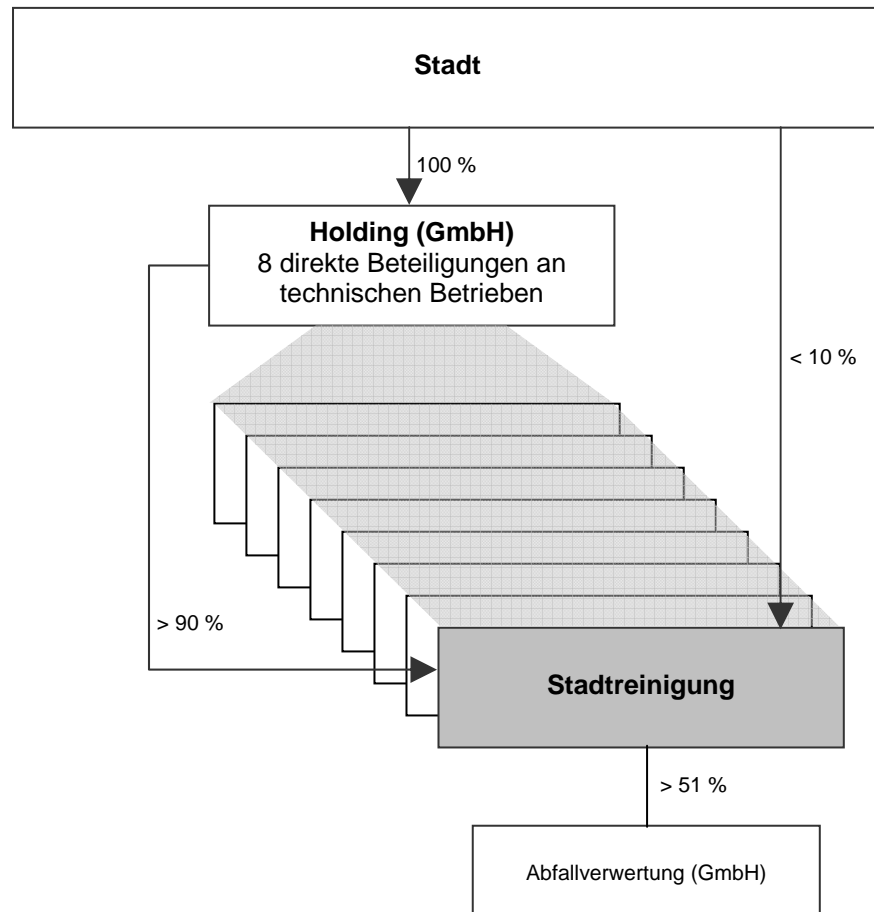 Stadt
100 %
Holding (GmbH)
8 direkte Beteiligungen an
technischen Betrieben
< 10 %
> 90 %
Stadtreinigung
> 51 %
Abfallverwertung (GmbH)